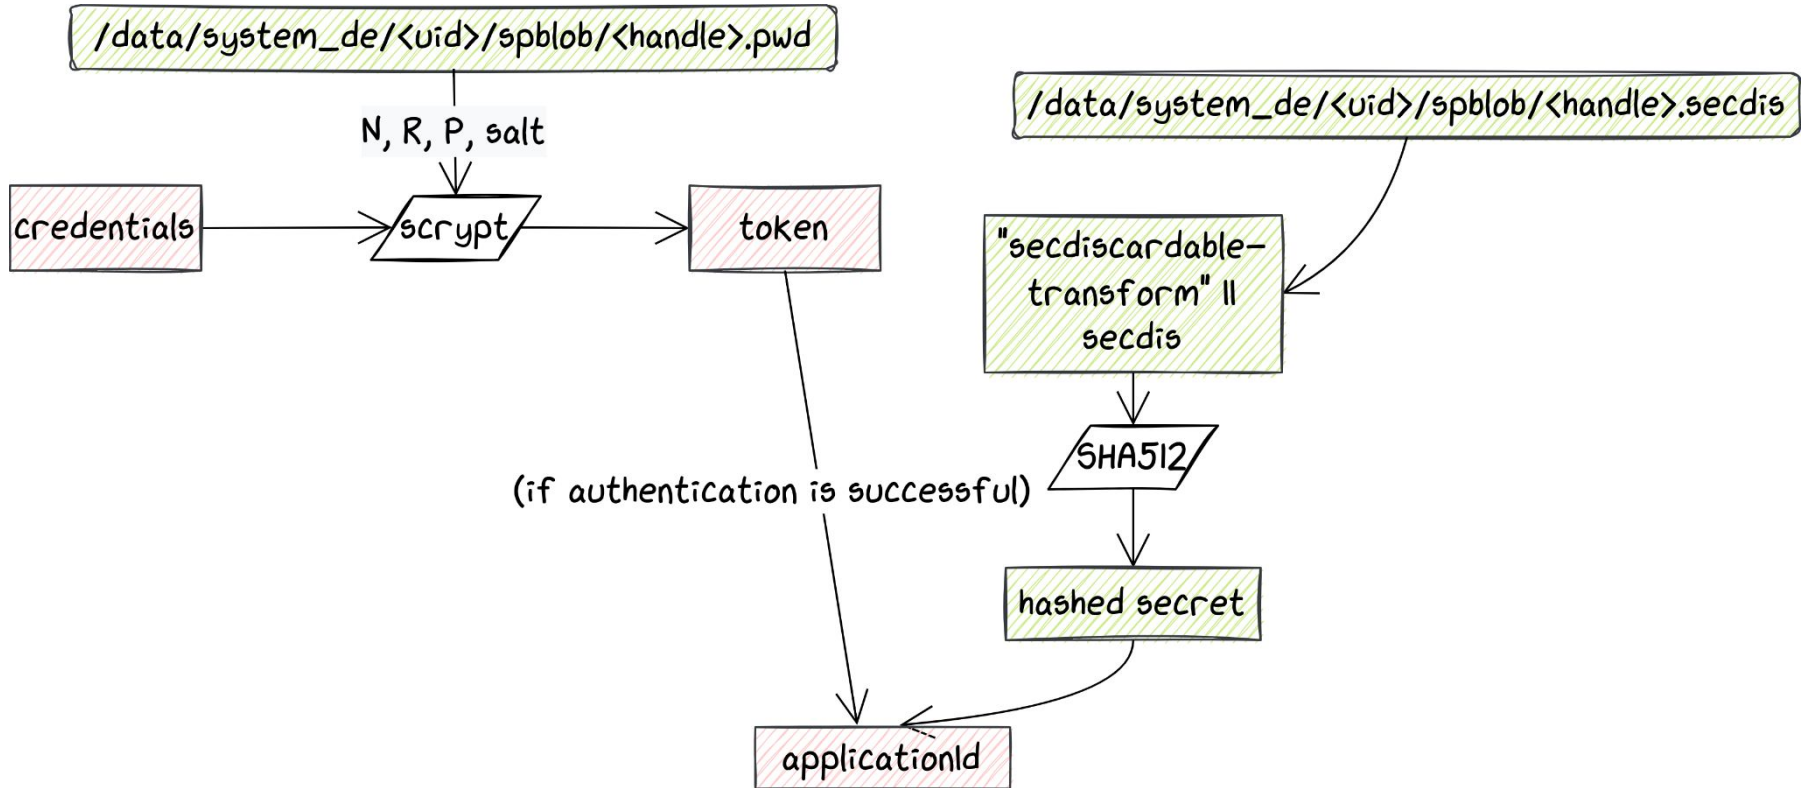 /data/system_de/<uid>/spblob/<handle>.pwd
/data/system_de/<uid>/spblob/<handle>.secdis
N, R, P, salt
credentials
scrypt
token
"secdiscardable-
transform" ||
secdis
SHA512
(if authentication is successful)
hashed secret
applicationId